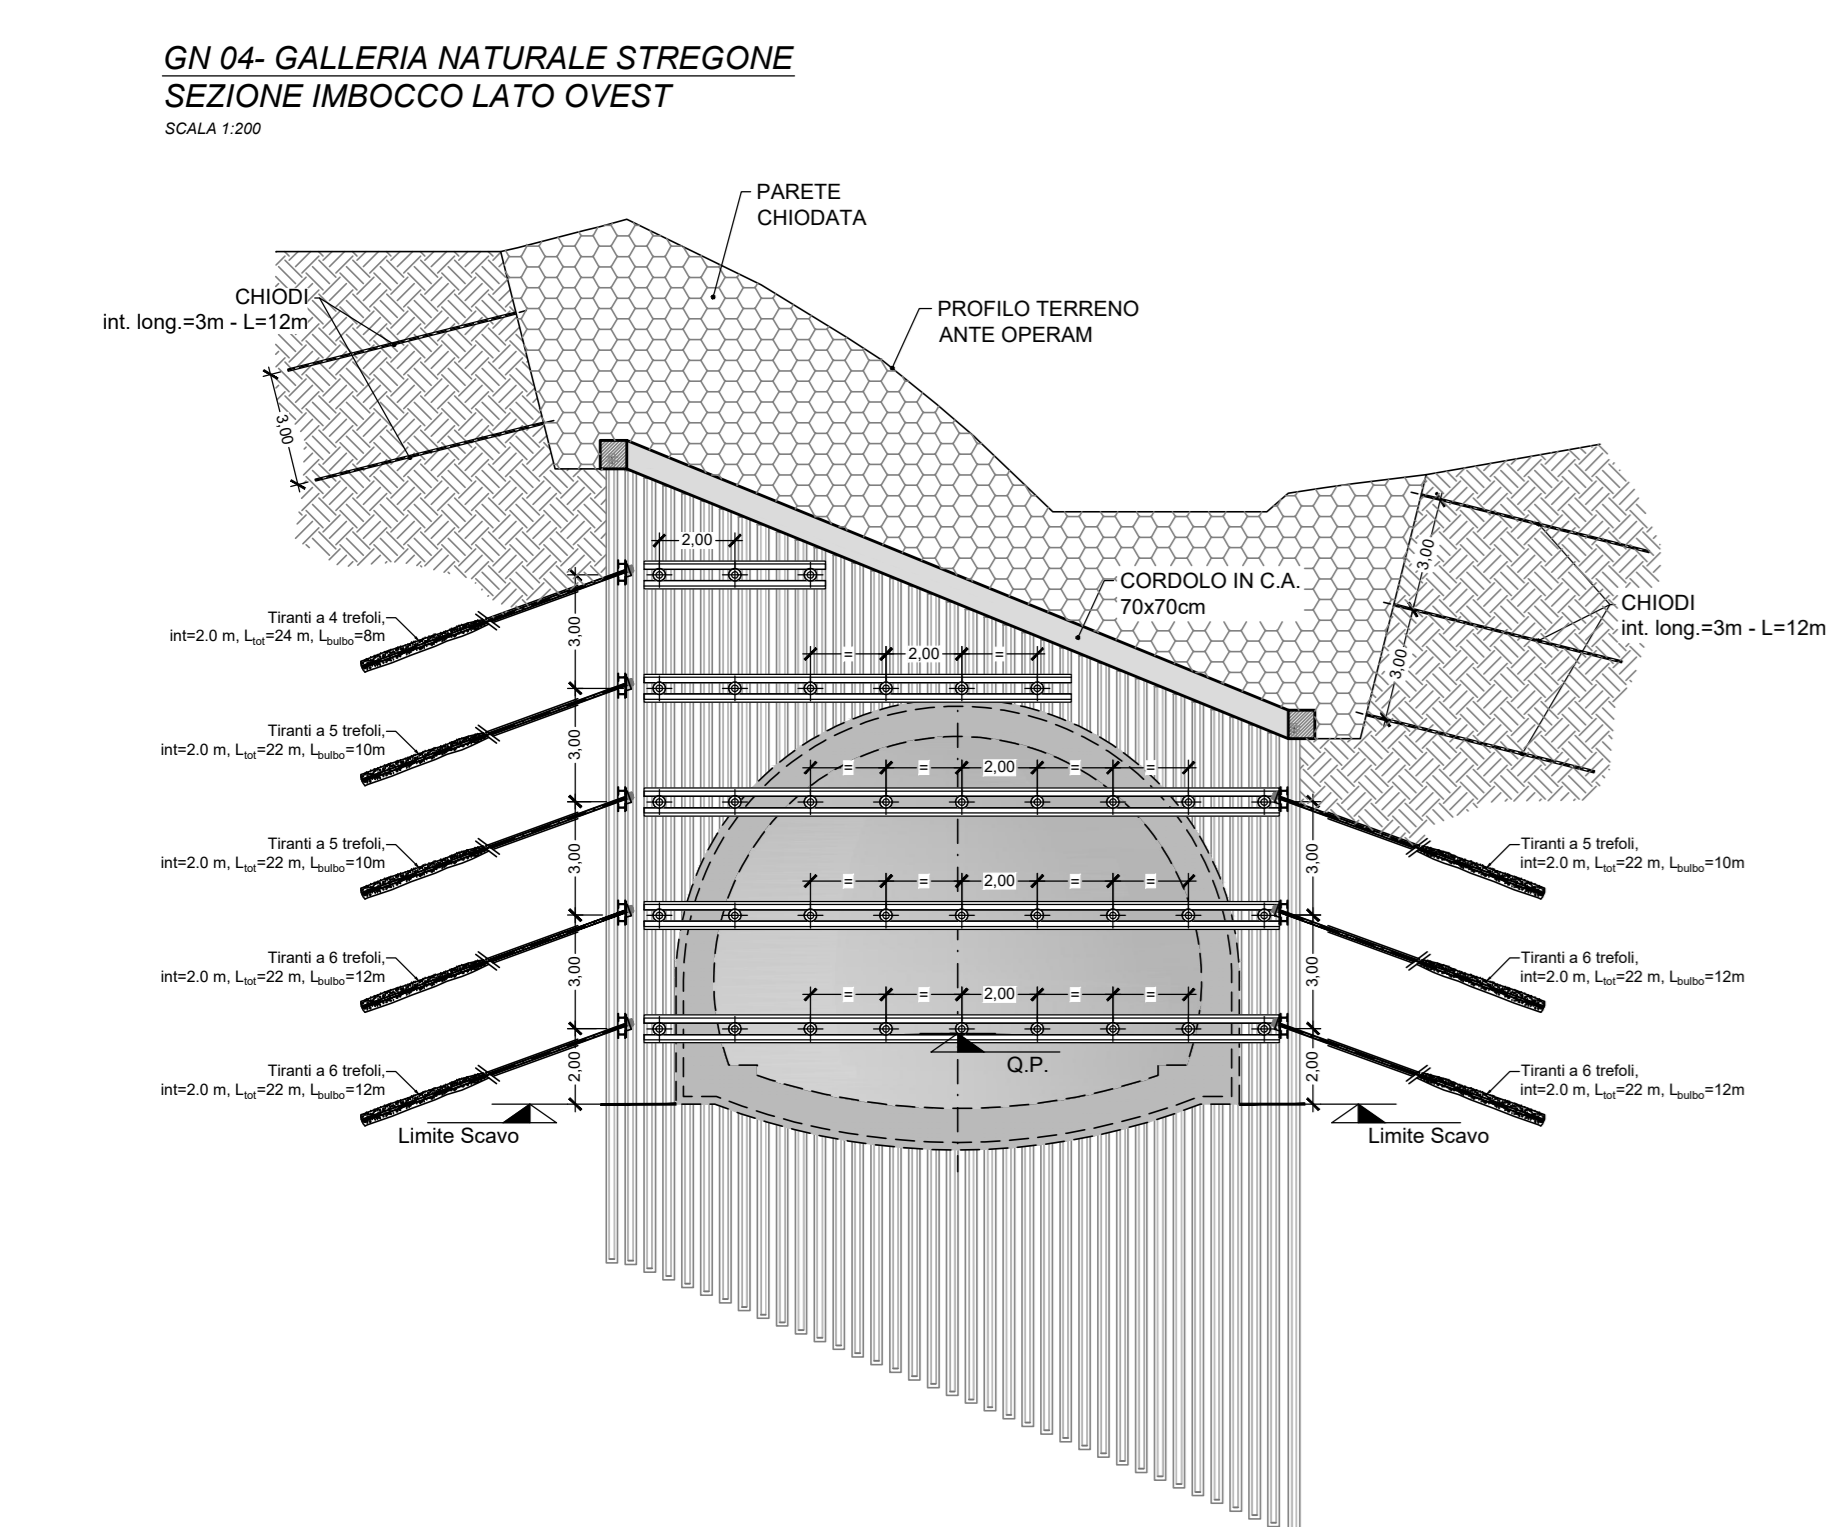 GN 04- GALLERIA NATURALE STREGONE
SEZIONE IMBOCCO LATO OVEST
SCALA 1:200
PARETE
CHIODATA
CHIODI
int. long.=3m - L=12m
PROFILO TERRENO
ANTE OPERAM
3,00
2,00
CORDOLO IN C.A.
70x70cm
3,00
3,00
CHIODI
int. long.=3m - L=12m
Tiranti a 4 trefoli,
int=2.0 m, Ltot=24 m, Lbulbo=8m
3,00
= 2,00 =
Tiranti a 5 trefoli,
int=2.0 m, Ltot=22 m, Lbulbo=10m
3,00
= = 2,00 = =
Tiranti a 5 trefoli,
int=2.0 m, Ltot=22 m, Lbulbo=10m
3,00
3,00
Tiranti a 5 trefoli,
int=2.0 m, Ltot=22 m, Lbulbo=10m
= = 2,00 = =
Tiranti a 6 trefoli,
int=2.0 m, Ltot=22 m, Lbulbo=12m
3,00
3,00
Tiranti a 6 trefoli,
int=2.0 m, Ltot=22 m, Lbulbo=12m
= = 2,00 = =
Q.P.
Tiranti a 6 trefoli,
int=2.0 m, Ltot=22 m, Lbulbo=12m
2,00
2,00
Tiranti a 6 trefoli,
int=2.0 m, Ltot=22 m, Lbulbo=12m
Limite Scavo
Limite Scavo